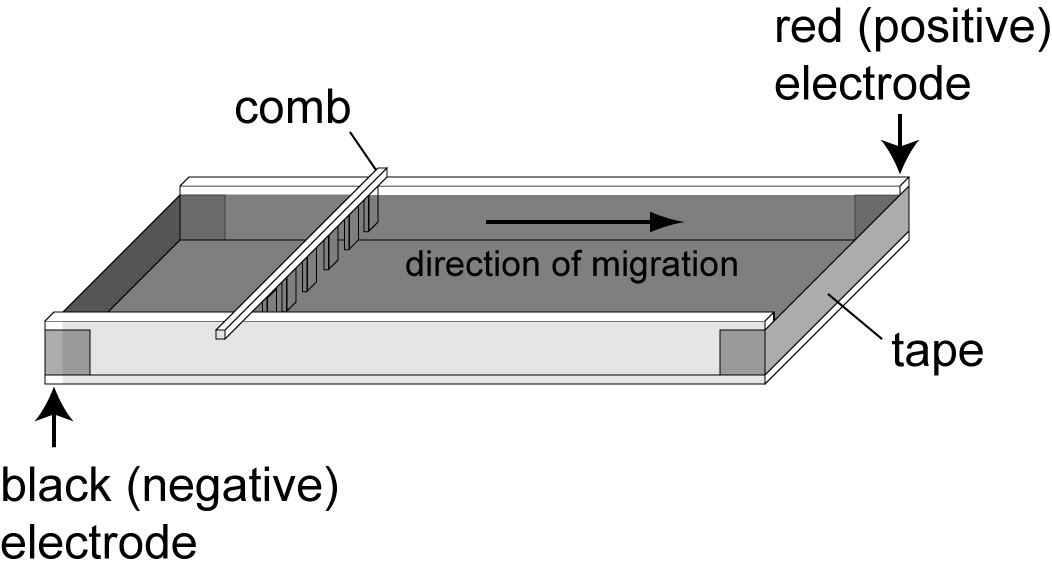 red (positive)
electrode
comb
direction of migration
tape
black (negative)
electrode